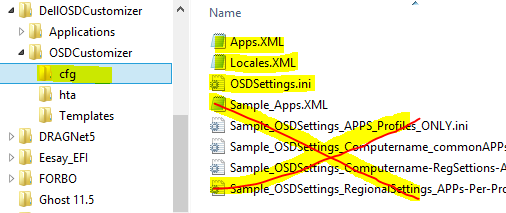 DellOSDCustomizer
Applications
OSDCustomizer
cfg
hta
Templates
DRAGNet5
Eesay_EFI
FORBO
Ghost 11.5
Name
Apps.XML
Locales.XML
OSDSettings.ini
Sample_Apps.XML
Sample_OSDSettings_APPS_Profiles_ONLY.ini
Sample_OSDSettings_Computername_commonAPPs
Sample_OSDSettings_Computername-RegSettions-A
Sample_OSDSettings_RegionalSettings_APPs-Per-Pro